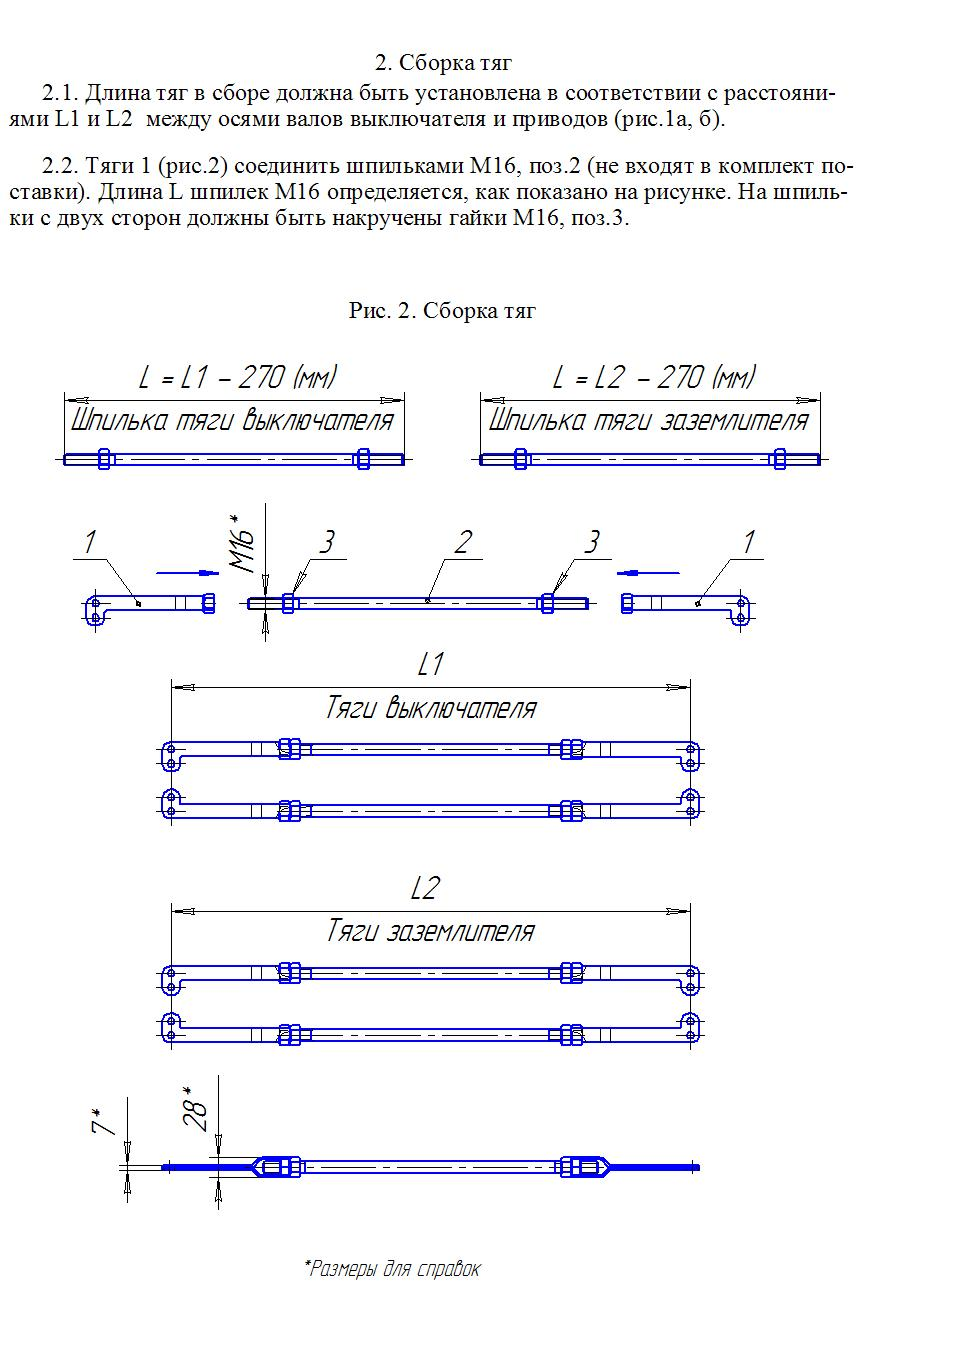 2. Сборка тяг
2.1. Длина тяг в сборе должна быть установлена в соответствии с расстояни-
ями L1 и L2 между осями валов выключателя и приводов (рис.1а, б).
2.2. Тяги 1 (рис.2) соединить шпильками М16, поз.2 (не входят в комплект по-
ставки). Длина L шпилек М16 определяется, как показано на рисунке. На шпиль-
ки с двух сторон должны быть накручены гайки М16, поз.3.
Рис. 2. Сборка тяг
L = L1 – 270 (мм)
Шпилька тяги выключателя
L = L2 – 270 (мм)
Шпилька тяги заземлителя
1
М16*
3
2
3
1
L1
Тяги выключателя
L2
Тяги заземлителя
7*
28*
*Размеры для справок